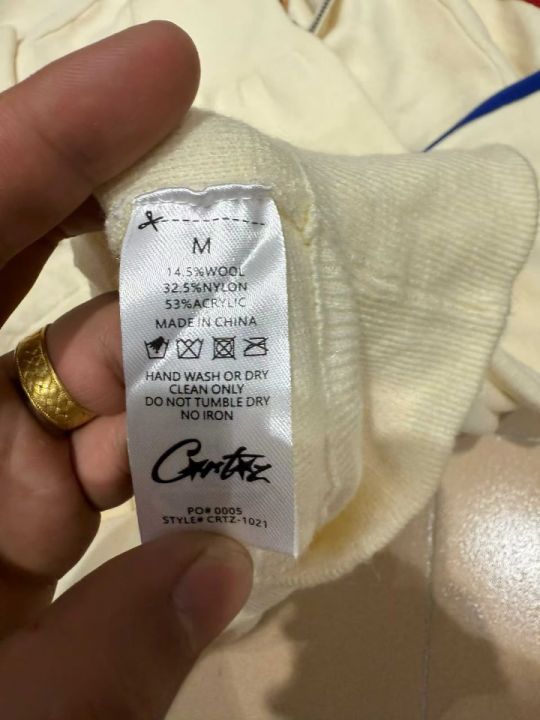 M
14.5%WOOL
32.5%NYLON
53%ACRYLIC
MADE IN CHINA
HAND WASH OR DRY
CLEAN ONLY
DO NOT TUMBLE DRY
NO IRON
Cortez
PO# 0005
STYLE# CRTZ-1021